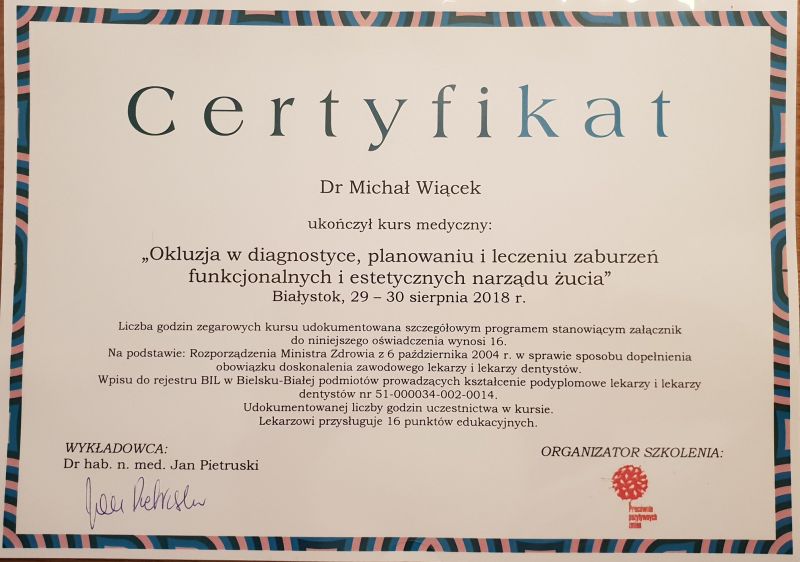 Certyfikat
Dr Michał Wiącek
ukończył kurs medyczny:
„Okluzja w diagnostyce, planowaniu i leczeniu zaburzeń
funkcjonalnych i estetycznych narządu żucia”
Białystok, 29 – 30 sierpnia 2018 r.
Liczba godzin zegarowych kursu udokumentowana szczegółowym programem stanowiącym załącznik
do niniejszego oświadczenia wynosi 16.
Na podstawie: Rozporządzenia Ministra Zdrowia z 6 października 2004 r. w sprawie sposobu dopełnienia
obowiązku doskonalenia zawodowego lekarzy i lekarzy dentystów.
Wpisu do rejestru BIL w Bielsku-Białej podmiotów prowadzących kształcenie podyplomowe lekarzy i lekarzy
dentystów nr 51-000034-002-0014.
Udokumentowanej liczby godzin uczestnictwa w kursie.
Lekarzowi przysługuje 16 punktów edukacyjnych.
WYKŁADOWCA:
Dr hab. n. med. Jan Pietruski
ORGANIZATOR SZKOLENIA:
Pracownia
pozytywnych
zmian